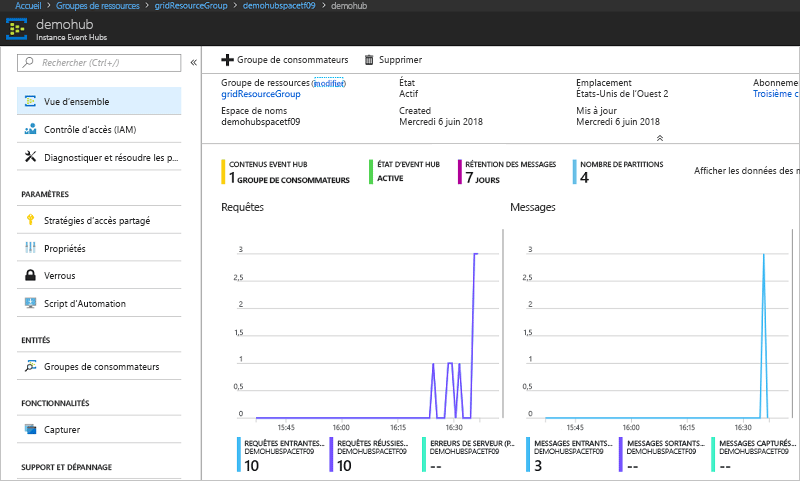 Accueil > Groupes de ressources > gridResourceGroup > demohubspacetf09 > demohub
demohub
Instance Event Hubs
Rechercher (Ctrl+/)
Vue d'ensemble
Contrôle d'accès (IAM)
Diagnostiquer et résoudre les p...
PARAMÈTRES
Stratégies d'accès partagé
Propriétés
Verrous
Script d'Automation
ENTITÉS
Groupes de consommateurs
FONCTIONNALITÉS
Capturer
SUPPORT ET DÉPANNAGE
Groupe de consommateurs
Supprimer
Groupe de ressources (modifier)
gridResourceGroup
Espace de noms
demohubspacetf09
État
Actif
Created
Mercredi 6 juin 2018
Emplacement
États-Unis de l'Ouest 2
Mis à jour
Mercredi 6 juin 2018
Abonneme
Troisième c
CONTENUS EVENT HUB
1 GROUPE DE CONSOMMATEURS
ÉTAT D'EVENT HUB
ACTIVE
RÉTENTION DES MESSAGES
7 JOURS
NOMBRE DE PARTITIONS
4
Afficher les données des m
Requêtes
3
2,5
2
1,5
1
0,5
0
15:45 16:00 16:15 16:30
REQUÊTES ENTRANTES...
DEMOHUBSPACETF09
10
REQUÊTES RÉUSSIES...
DEMOHUBSPACETF09
10
ERREURS DE SERVEUR (P...
DEMOHUBSPACETF09
--
Messages
3
2,5
2
1,5
1
0,5
0
15:45 16:00 16:15 16:30
MESSAGES ENTRANTS...
DEMOHUBSPACETF09
3
MESSAGES SORTANTS...
DEMOHUBSPACETF09
--
MESSAGES CAPTURÉS...
DEMOHUBSPACETF09
--